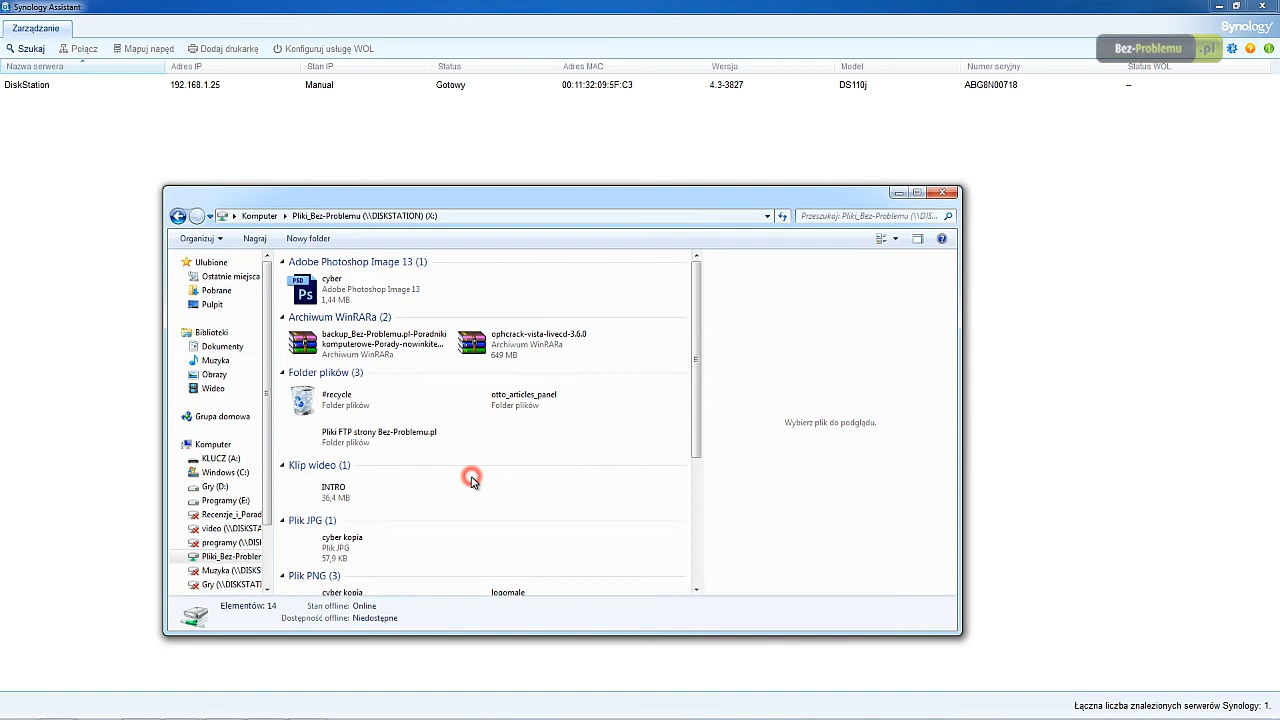 Synology Assistant
Zarządzanie
Synology
Szukaj Połącz Mapuj napęd Dodaj drukarkę Konfiguruj usługę WOL
Bez-Problemu .pl
Nazwa serwera Adres IP Stan IP Status Adres MAC Wersja Model Numer seryjny Status WOL
DiskStation 192.168.1.25 Manual Gotowy 00:11:32:09:5F:C3 4.3-3827 DS110j ABG8N00718 --
Komputer Pliki_Bez-Problemu (\\DISKSTATION) (X:)
Przeszukaj: Pliki_Bez-Problemu (\\DIS...
Organizuj Nagraj Nowy folder
Ulubione
Ostatnie miejsca
Pobrane
Pulpit
Biblioteki
Dokumenty
Muzyka
Obrazy
Wideo
Grupa domowa
Komputer
KLUCZ (A:)
Windows (C:)
Gry (D:)
Programy (E:)
Recenzje_i_Porad
video (\\DISKSTA
programy (\\DISI
Pliki_Bez-Probler
Muzyka (\\DISKS
Gry (\\DISKSTATI
Adobe Photoshop Image 13 (1)
cyber
Adobe Photoshop Image 13
1,44 MB
PSD
Ps
Archiwum WinRARa (2)
backup_Bez-Problemu.pl-Poradniki
komputerowe-Porady-nowinkite...
Archiwum WinRARa
ophcrack-vista-livecd-3.6.0
Archiwum WinRARa
649 MB
Folder plików (3)
#recycle
Folder plików
otto_articles_panel
Folder plików
Pliki FTP strony Bez-Problemu.pl
Folder plików
Klip wideo (1)
INTRO
36,4 MB
Plik JPG (1)
cyber kopia
Plik JPG
57,9 KB
Plik PNG (3)
cyber kopia logomale
Wybierz plik do podglądu.
Elementów: 14 Stan offline: Online
Dostępność offline: Niedostępne
Łączna liczba znalezionych serwerów Synology: 1.